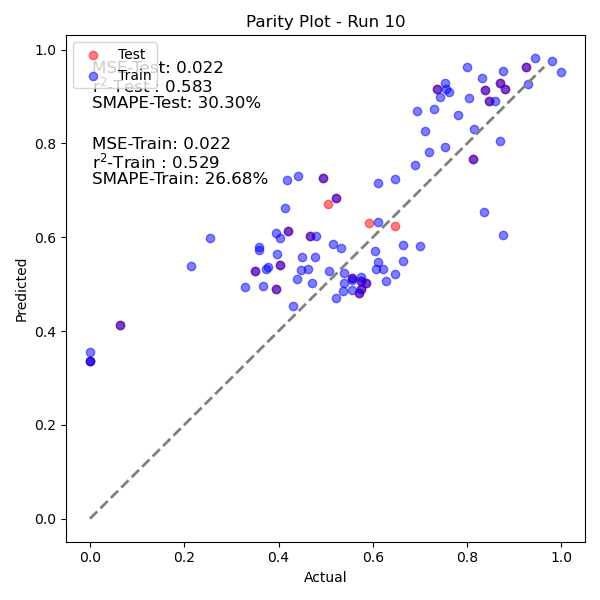 Parity Plot - Run 10
Test
Train
MSE-Test: 0.022
r²-Test : 0.583
SMAPE-Test: 30.30%
MSE-Train: 0.022
r²-Train : 0.529
SMAPE-Train: 26.68%
1.0
0.8
0.6
0.4
0.2
0.0
Predicted
0.0 0.2 0.4 0.6 0.8 1.0
Actual